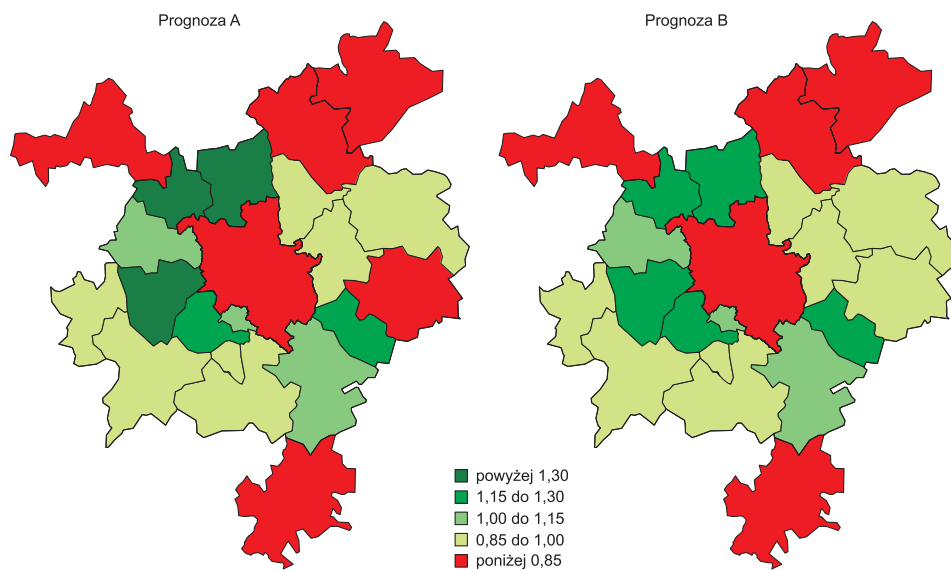 Prognoza A
Prognoza B
powyżej 1,30
1,15 do 1,30
1,00 do 1,15
0,85 do 1,00
poniżej 0,85